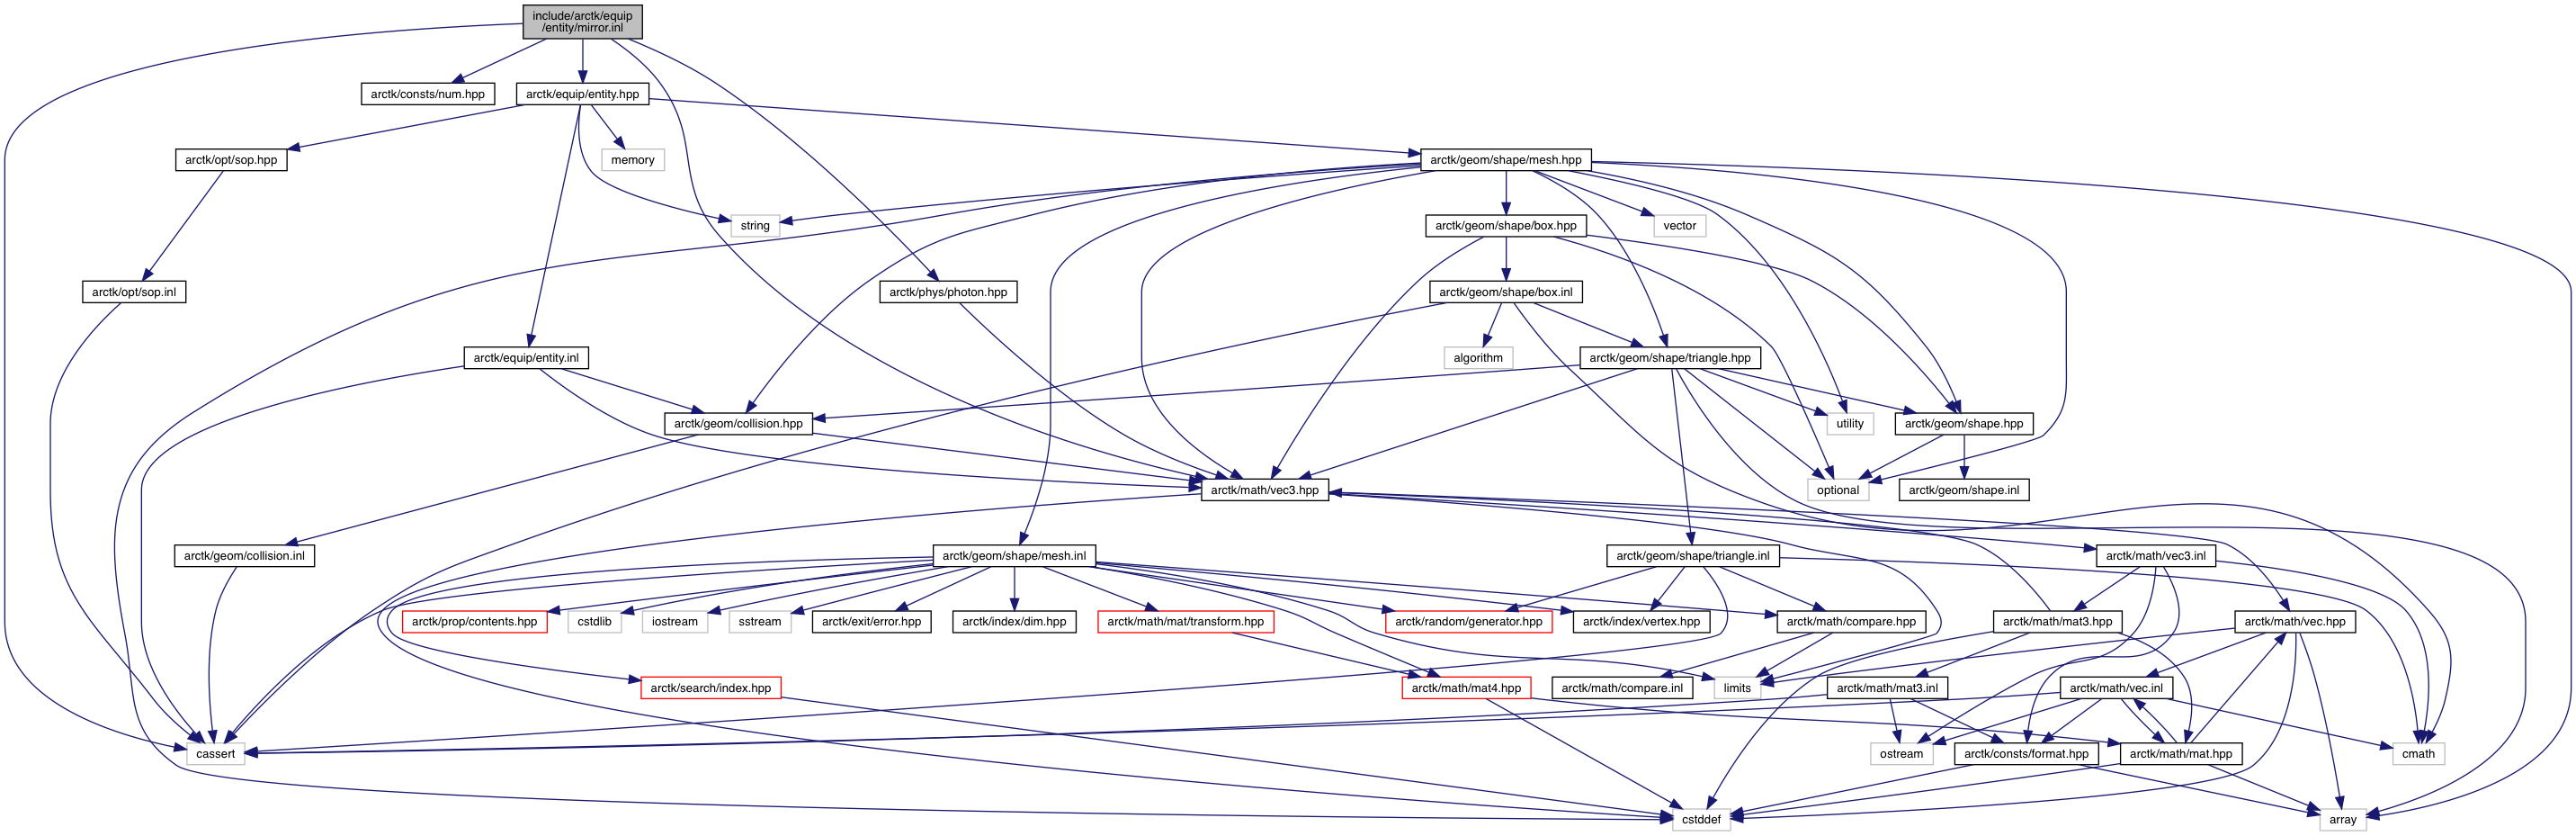 include/arctk/equip
/entity/mirror.inl
arctk/consts/num.hpp
arctk/equip/entity.hpp
arctk/opt/sop.hpp
memory
arctk/geom/shape/mesh.hpp
string
arctk/geom/shape/box.hpp
vector
arctk/opt/sop.inl
arctk/phys/photon.hpp
arctk/geom/shape/box.inl
arctk/equip/entity.inl
algorithm
arctk/geom/shape/triangle.hpp
arctk/geom/collision.hpp
utility
arctk/geom/shape.hpp
arctk/math/vec3.hpp
optional
arctk/geom/shape.inl
arctk/geom/collision.inl
arctk/geom/shape/mesh.inl
arctk/geom/shape/triangle.inl
arctk/math/vec3.inl
arctk/prop/contents.hpp
cstdlib
iostream
sstream
arctk/exit/error.hpp
arctk/index/dim.hpp
arctk/math/mat/transform.hpp
arctk/random/generator.hpp
arctk/index/vertex.hpp
arctk/math/compare.hpp
arctk/math/mat3.hpp
arctk/math/vec.hpp
arctk/search/index.hpp
arctk/math/mat4.hpp
arctk/math/compare.inl
limits
arctk/math/mat3.inl
arctk/math/vec.inl
cassert
ostream
arctk/consts/format.hpp
arctk/math/mat.hpp
cmath
cstddef
array